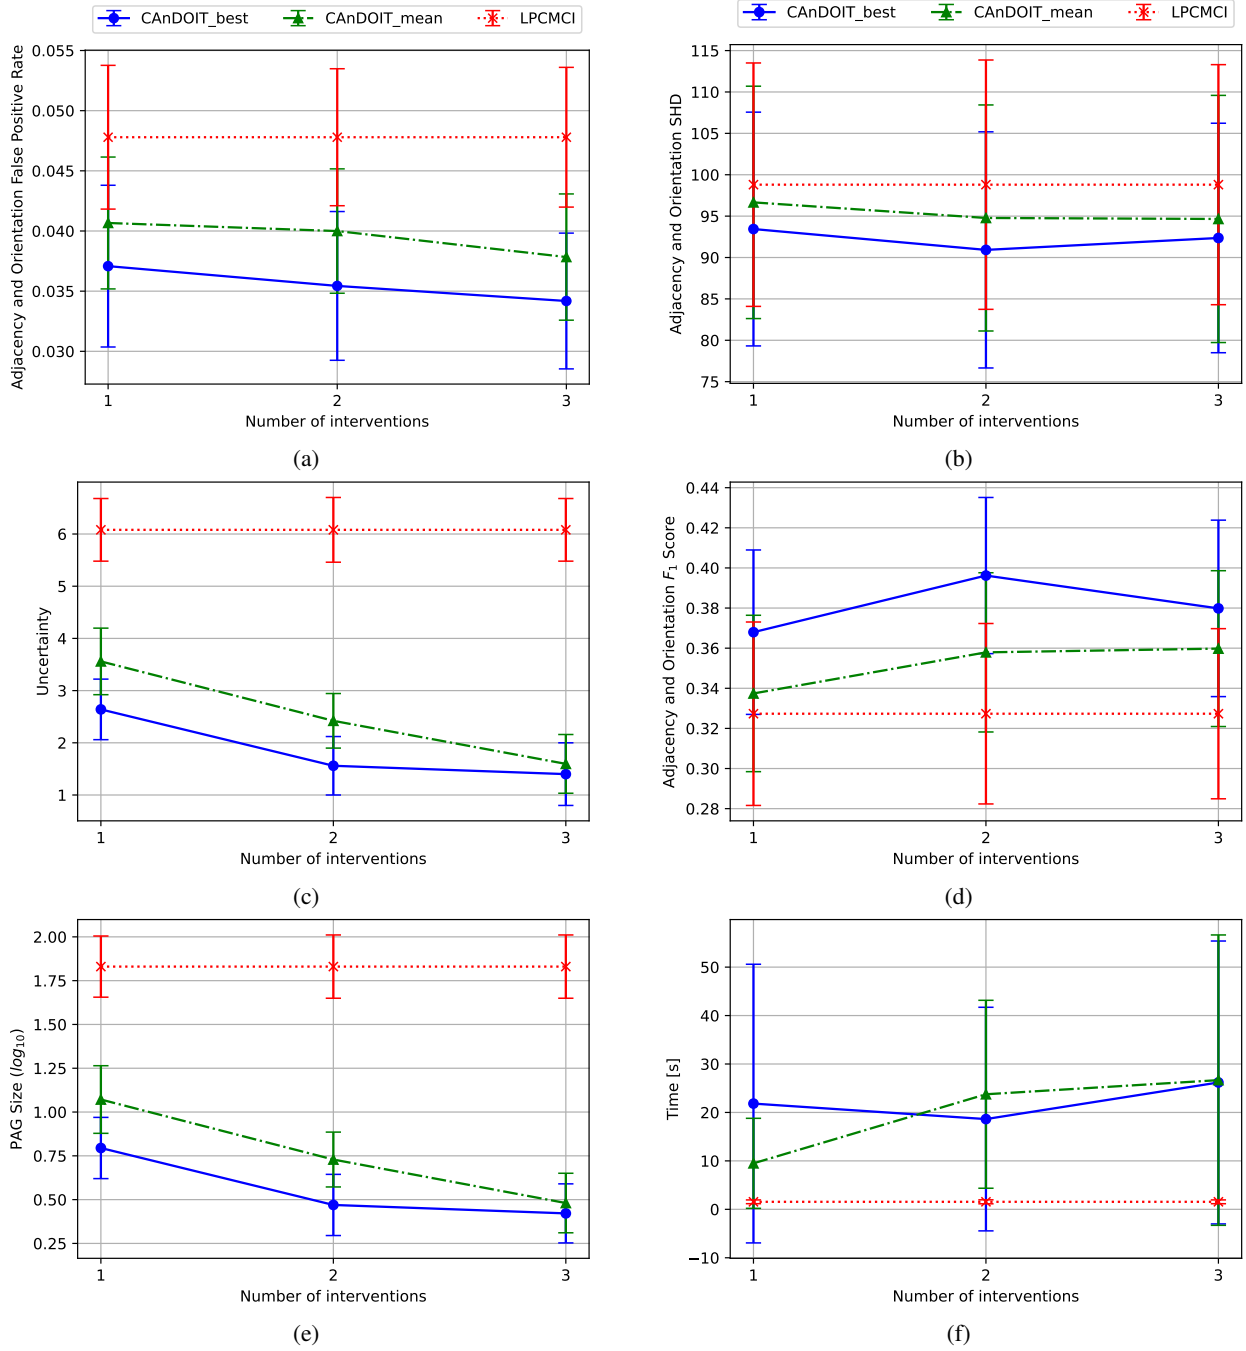 CAnDOIT_best CAnDOIT_mean LPCMCI
CAnDOIT_best CAnDOIT_mean LPCMCI
Adjacency and Orientation False Positive Rate
0.055
0.050
0.045
0.040
0.035
0.030
1 2 3
Number of interventions
(a)
Adjacency and Orientation SHD
115
110
105
100
95
90
85
80
75
1 2 3
Number of interventions
(b)
Uncertainty
6
5
4
3
2
1
1 2 3
Number of interventions
(c)
Adjacency and Orientation F₁ Score
0.44
0.42
0.40
0.38
0.36
0.34
0.32
0.30
0.28
1 2 3
Number of interventions
(d)
PAG Size (log₁₀)
2.00
1.75
1.50
1.25
1.00
0.75
0.50
0.25
1 2 3
Number of interventions
(e)
Time [s]
50
40
30
20
10
0
−10
1 2 3
Number of interventions
(f)